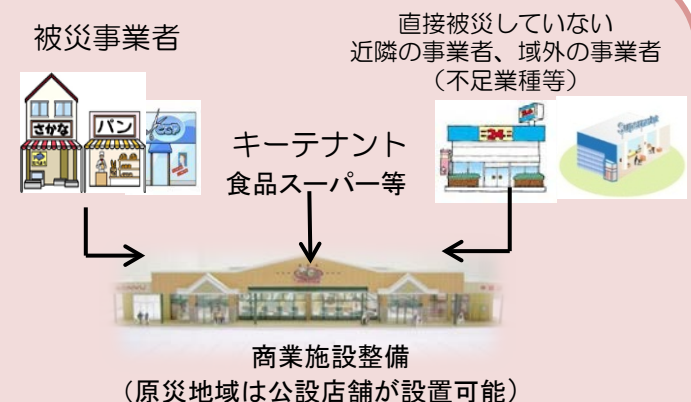 被災事業者
直接被災していない
近隣の事業者、域外の事業者
（不足業種等）
さかな
パン
24
キーテナント
食品スーパー等
商業施設整備
（原災地域は公設店舗が設置可能）